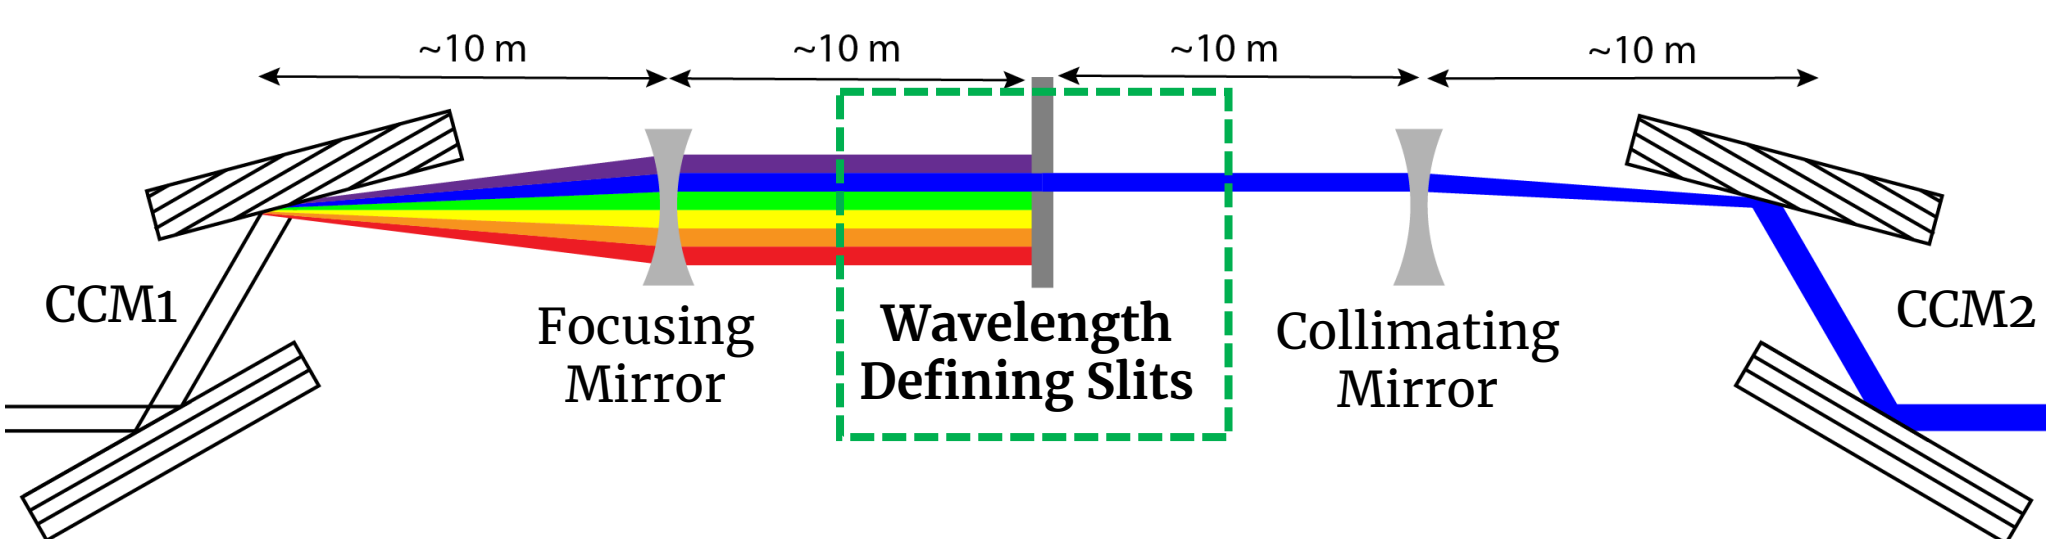 ~10 m
~10 m
~10 m
~10 m
CCM1
Focusing
Mirror
Wavelength
Defining Slits
Collimating
Mirror
CCM2